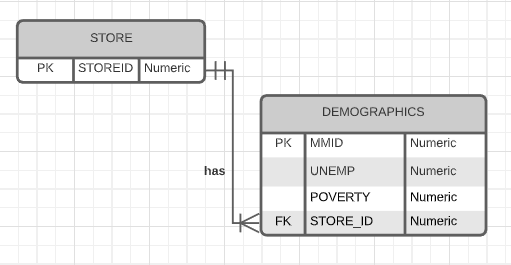 STORE
PK STOREID Numeric
DEMOGRAPHICS
PK MMID Numeric
UNEMP Numeric
has
POVERTY Numeric
FK STORE_ID Numeric